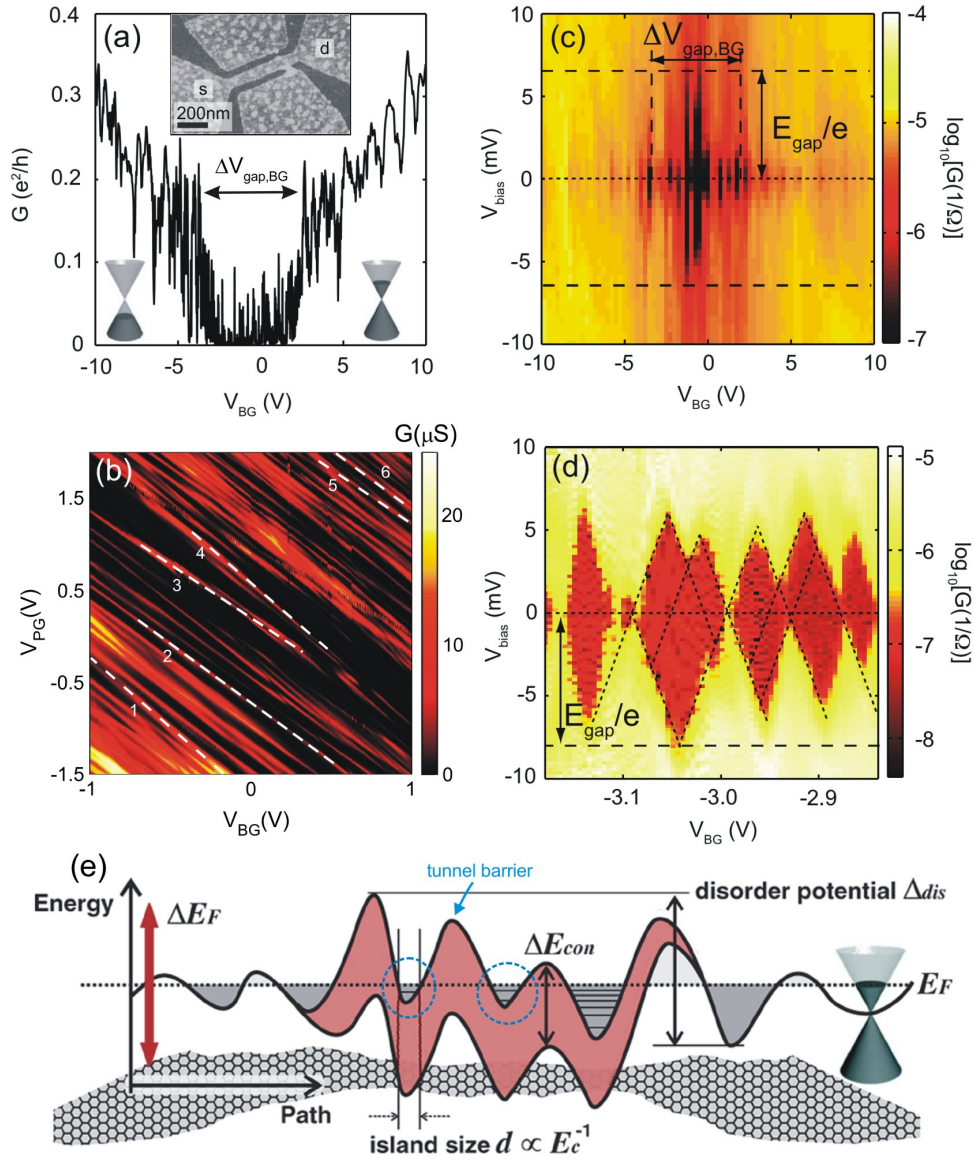 (a)
d
s
200nm
ΔV_gap,BG
G (e²/h)
0.4
0.3
0.2
0.1
0
-10
-5
0
5
10
V_BG (V)
(c)
ΔV_gap,BG
E_gap/e
V_bias (mV)
10
5
0
-5
-10
-10
-5
0
5
10
V_BG (V)
-4
-5
-6
-7
log₁₀[G(1/Ω)]
(b)
G(μS)
20
10
0
1
2
3
4
5
6
V_PG(V)
1.5
0.5
-0.5
-1.5
-1
0
1
V_BG(V)
(d)
E_gap/e
V_bias (mV)
10
5
0
-5
-10
-3.1
-3.0
-2.9
V_BG (V)
-5
-6
-7
-8
log₁₀[G(1/Ω)]
(e)
tunnel barrier
Energy
ΔE_F
disorder potential Δ_dis
ΔE_con
E_F
Path
island size d ∝ E_c⁻¹